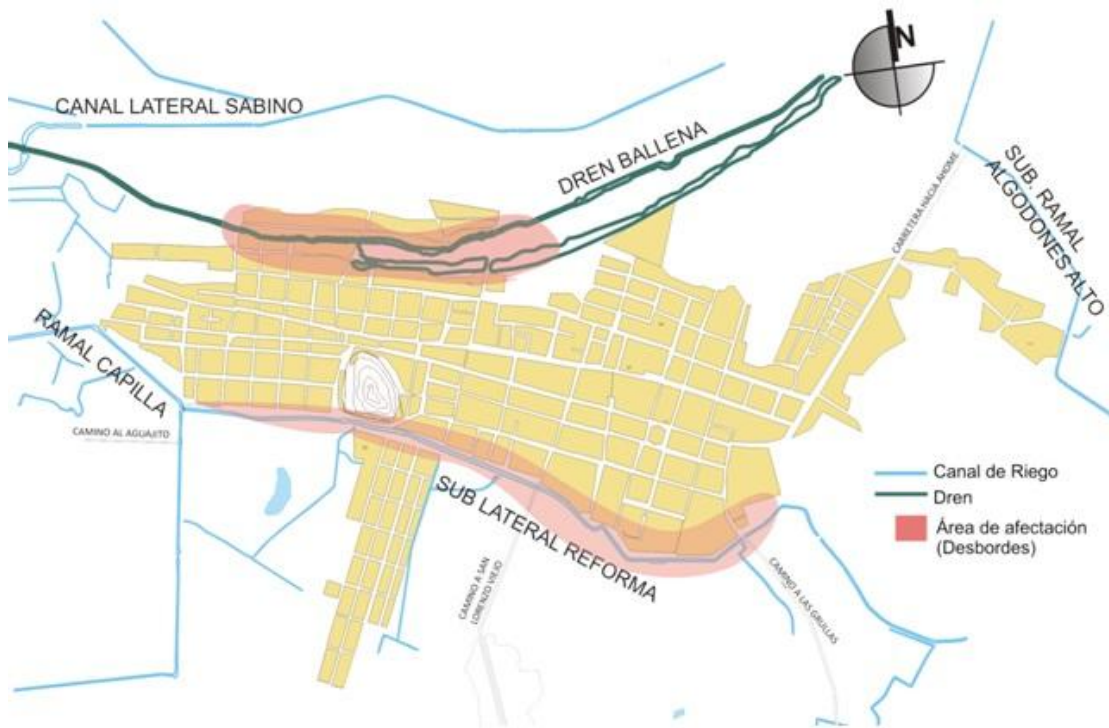 N
CANAL LATERAL SABINO
DREN BALLENA
SUB. RAMAL
ALGODONES ALTO
CARRETERA HACIA AHOME
RAMAL CAPILLA
CAMINO AL AGUAJITO
SUB LATERAL REFORMA
CAMINO A SAN
LORENZO VIEJO
CAMINO A LAS GRULLAS
Canal de Riego
Dren
Área de afectación
(Desbordes)